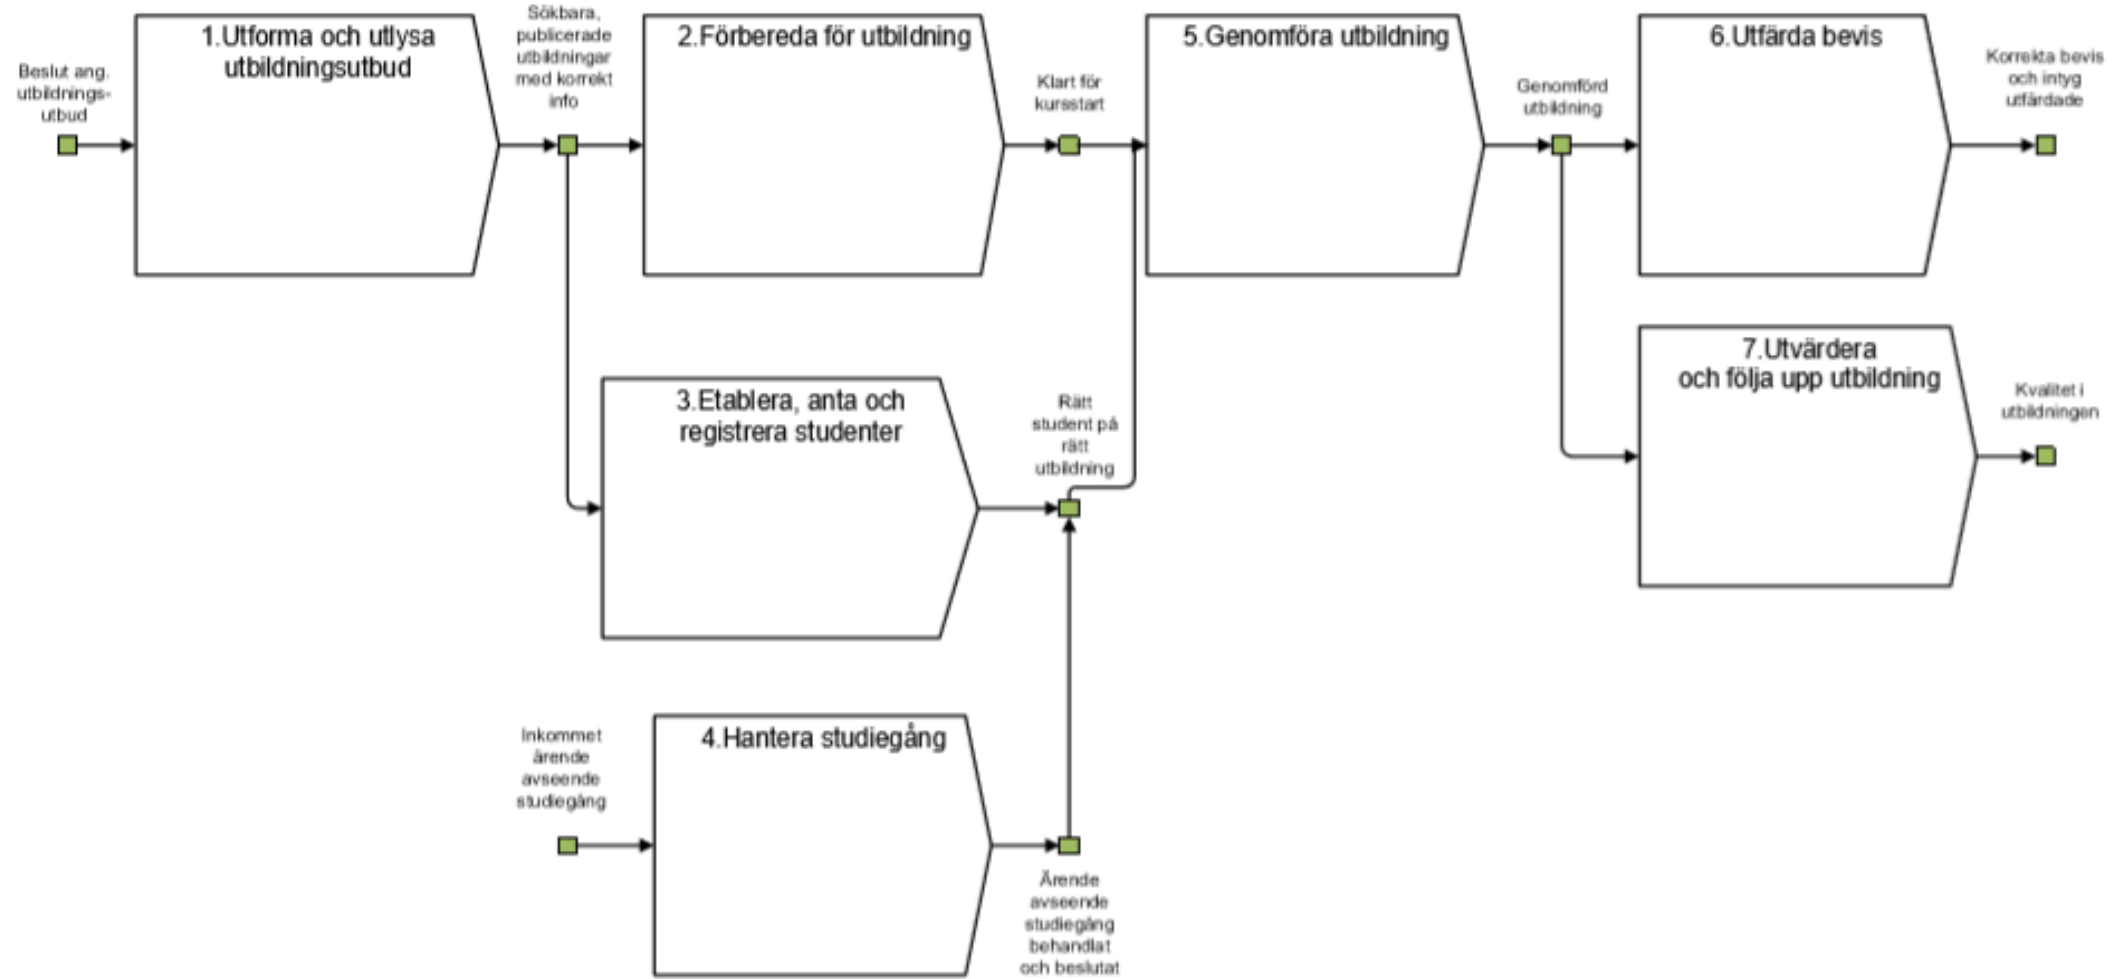 Beslut ang.
utbildnings-
utbud
1.Utforma och utlysa
utbildningsutbud
Sökbara,
publicerade
utbildningar
med korrekt
info
2.Förbereda för utbildning
Klart för
kursstart
5.Genomföra utbildning
Genomförd
utbildning
6.Utfärda bevis
Korrekta bevis
och intyg
utfärdade
3.Etablera, anta och
registrera studenter
Rätt
student på
rätt
utbildning
7.Utvärdera
och följa upp utbildning
Kvalitet i
utbildningen
Inkommet
ärende
avseende
studiegång
4.Hantera studiegång
Ärende
avseende
studiegång
behandlat
och beslutat